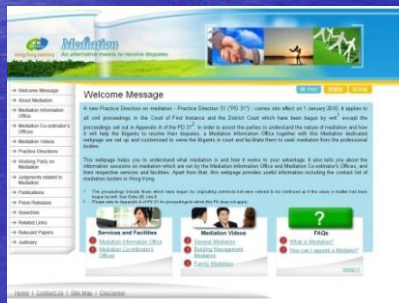 Mediation
Hong Kong Judiciary
An alternative means to resolve disputes
Welcome Message
About Mediation
Mediation Information
Office
Mediation Co-ordinator's
Offices
Mediation Videos
Practice Directions
Working Party on
Mediation
Judgments related to
Mediation
Publications
Press Releases
Speeches
Related Links
Relevant Papers
Judiciary
Welcome Message
A new Practice Direction on mediation - Practice Direction 31 ("PD 31") - comes into effect on 1 January 2010. It applies to
all civil proceedings in the Court of First Instance and the District Court which have been begun by writ¹ except the
proceedings set out in Appendix A of the PD 31². In order to assist the parties to understand the nature of mediation and how
it will help the litigants to resolve their disputes, a Mediation Information Office together with this Mediation dedicated
webpage are set up and customized to serve the litigants in court and facilitate them to seek mediation from the professional
bodies.
This webpage helps you to understand what mediation is and how it works to your advantage. It also tells you about the
information sessions on mediation which are run by the Mediation Information Office and Mediation Co-ordinator's Offices, and
their respective services and facilities. Apart from that, this webpage provides useful information including the contact list of
mediation bodies in Hong Kong.
Services and Facilities
Mediation Information Office
Mediation Co-ordinator's
Offices
Mediation Videos
General Mediation
Building Management
Mediation
Family Mediation
?
FAQs
What is Mediation?
How can I appoint a Mediator?
Home | Contact us | Site Map | Disclaimer